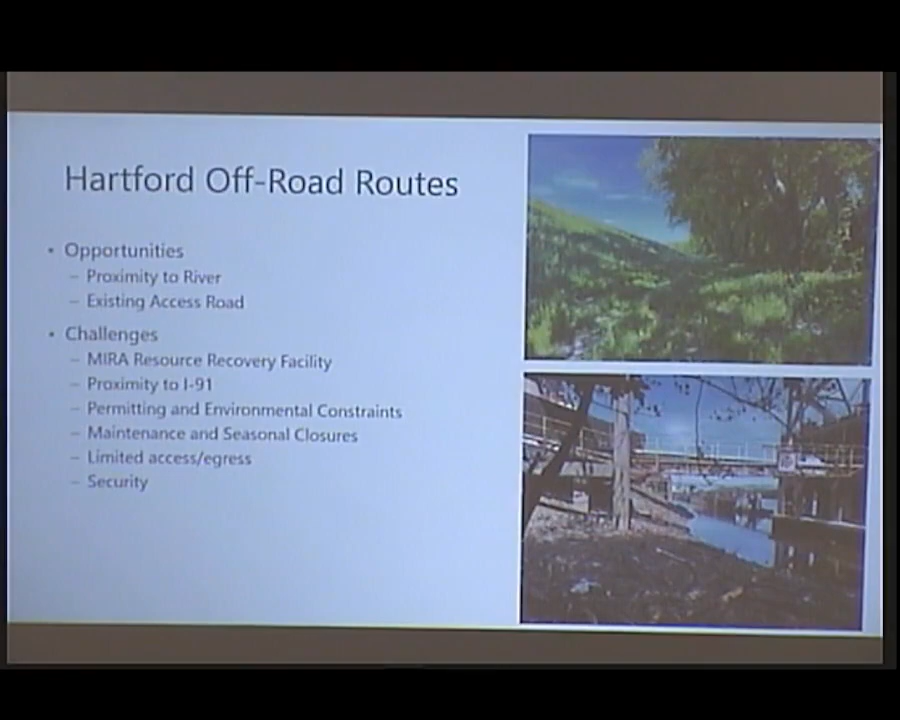 Hartford Off-Road Routes
• Opportunities
– Proximity to River
– Existing Access Road
• Challenges
– MIRA Resource Recovery Facility
– Proximity to I-91
– Permitting and Environmental Constraints
– Maintenance and Seasonal Closures
– Limited access/egress
– Security